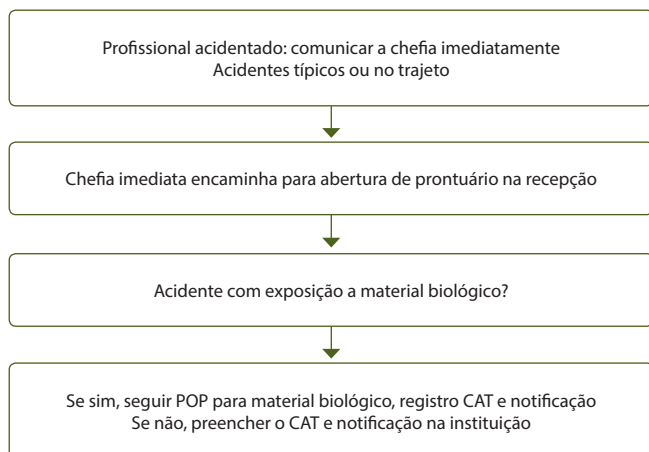 Profissional acidentado: comunicar a chefia imediatamente
Acidentes típicos ou no trajeto
Chefia imediata encaminha para abertura de prontuário na recepção
Acidente com exposição a material biológico?
Se sim, seguir POP para material biológico, registro CAT e notificação
Se não, preencher o CAT e notificação na instituição